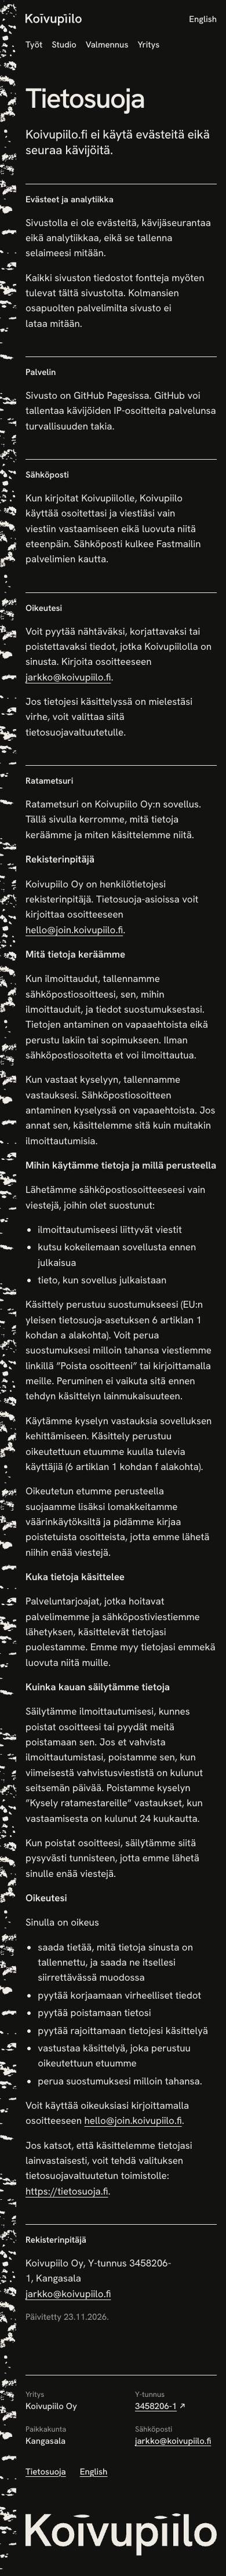 Koivupiilo
English
Työt Studio Valmennus Yritys
Tietosuoja
Koivupiilo.fi ei käytä evästeitä eikä
seuraa kävijöitä.
Evästeet ja analytiikka
Sivustolla ei ole evästeitä, kävijäseurantaa
eikä analytiikkaa, eikä se tallenna
selaimeesi mitään.
Kaikki sivuston tiedostot fontteja myöten
tulevat tältä sivustolta. Kolmansien
osapuolten palvelimilta sivusto ei
lataa mitään.
Palvelin
Sivusto on GitHub Pagesissa. GitHub voi
tallentaa kävijöiden IP-osoitteita palvelunsa
turvallisuuden takia.
Sähköposti
Kun kirjoitat Koivupiilolle, Koivupiilo
käyttää osoitettasi ja viestiäsi vain
viestiin vastaamiseen eikä luovuta niitä
eteenpäin. Sähköposti kulkee Fastmailin
palvelimien kautta.
Oikeutesi
Voit pyytää nähtäväksi, korjattavaksi tai
poistettavaksi tiedot, jotka Koivupiilolla on
sinusta. Kirjoita osoitteeseen
jarkko@koivupiilo.fi.
Jos tietojesi käsittelyssä on mielestäsi
virhe, voit valittaa siitä
tietosuojavaltuutetulle.
Ratametsuri
Ratametsuri on Koivupiilo Oy:n sovellus.
Tällä sivulla kerromme, mitä tietoja
keräämme ja miten käsittelemme niitä.
Rekisterinpitäjä
Koivupiilo Oy on henkilötietojesi
rekisterinpitäjä. Tietosuoja-asioissa voit
kirjoittaa osoitteeseen
hello@join.koivupiilo.fi.
Mitä tietoja keräämme
Kun ilmoittaudut, tallennamme
sähköpostiosoitteesi, sen, mihin
ilmoittauduit, ja tiedot suostumuksestasi.
Tietojen antaminen on vapaaehtoista eikä
perustu lakiin tai sopimukseen. Ilman
sähköpostiosoitetta et voi ilmoittautua.
Kun vastaat kyselyyn, tallennamme
vastauksesi. Sähköpostiosoitteen
antaminen kyselyssä on vapaaehtoista. Jos
annat sen, käsittelemme sitä kuin muitakin
ilmoittautumisia.
Mihin käytämme tietoja ja millä perusteella
Lähetämme sähköpostiosoitteeseesi vain
viestejä, joihin olet suostunut:
• ilmoittautumiseesi liittyvät viestit
• kutsu kokeilemaan sovellusta ennen
julkaisua
• tieto, kun sovellus julkaistaan
Käsittely perustuu suostumukseesi (EU:n
yleisen tietosuoja-asetuksen 6 artiklan 1
kohdan a alakohta). Voit perua
suostumuksesi milloin tahansa viestiemme
linkillä ”Poista osoitteeni” tai kirjoittamalla
meille. Peruminen ei vaikuta sitä ennen
tehdyn käsittelyn lainmukaisuuteen.
Käytämme kyselyn vastauksia sovelluksen
kehittämiseen. Käsittely perustuu
oikeutettuun etuumme kuulla tulevia
käyttäjiä (6 artiklan 1 kohdan f alakohta).
Oikeutetun etumme perusteella
suojaamme lisäksi lomakkeitamme
väärinkäytöksiltä ja pidämme kirjaa
poistetuista osoitteista, jotta emme lähetä
niihin enää viestejä.
Kuka tietoja käsittelee
Palveluntarjoajat, jotka hoitavat
palvelimemme ja sähköpostiviestiemme
lähetyksen, käsittelevät tietojasi
puolestamme. Emme myy tietojasi emmekä
luovuta niitä muille.
Kuinka kauan säilytämme tietoja
Säilytämme ilmoittautumisesi, kunnes
poistat osoitteesi tai pyydät meitä
poistamaan sen. Jos et vahvista
ilmoittautumistasi, poistamme sen, kun
viimeisestä vahvistusviestistä on kulunut
seitsemän päivää. Poistamme kyselyn
”Kysely ratamestareille” vastaukset, kun
vastaamisesta on kulunut 24 kuukautta.
Kun poistat osoitteesi, säilytämme siitä
pysyvästi tunnisteen, jotta emme lähetä
sinulle enää viestejä.
Oikeutesi
Sinulla on oikeus
• saada tietää, mitä tietoja sinusta on
tallennettu, ja saada ne itsellesi
siirrettävässä muodossa
• pyytää korjaamaan virheelliset tiedot
• pyytää poistamaan tietosi
• pyytää rajoittamaan tietojesi käsittelyä
• vastustaa käsittelyä, joka perustuu
oikeutettuun etuumme
• perua suostumuksesi milloin tahansa.
Voit käyttää oikeuksiasi kirjoittamalla
osoitteeseen hello@join.koivupiilo.fi.
Jos katsot, että käsittelemme tietojasi
lainvastaisesti, voit tehdä valituksen
tietosuojavaltuutetun toimistolle:
https://tietosuoja.fi.
Rekisterinpitäjä
Koivupiilo Oy, Y-tunnus 3458206-
1, Kangasala
jarkko@koivupiilo.fi
Päivitetty 23.11.2026.
Yritys
Koivupiilo Oy
Y-tunnus
3458206-1 ↗
Paikkakunta
Kangasala
Sähköposti
jarkko@koivupiilo.fi
Tietosuoja English
Koivupiilo